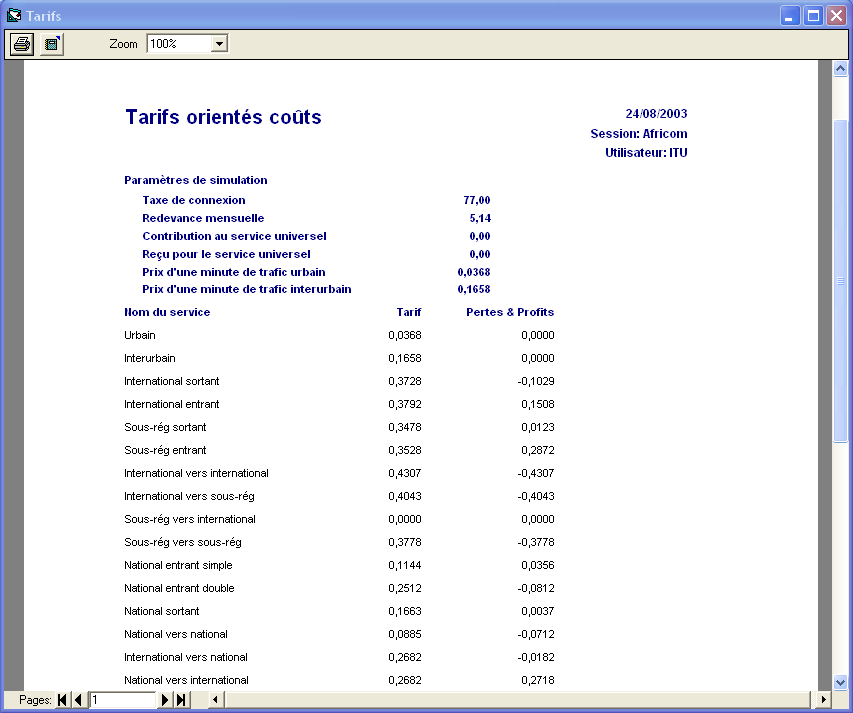 Tarifs
Zoom 100%
Tarifs orientés coûts 24/08/2003
Session: Africom
Utilisateur: ITU
Paramètres de simulation
Taxe de connexion 77,00
Redevance mensuelle 5,14
Contribution au service universel 0,00
Reçu pour le service universel 0,00
Prix d'une minute de trafic urbain 0,0368
Prix d'une minute de trafic interurbain 0,1658
Nom du service Tarif Pertes & Profits
Urbain 0,0368 0,0000
Interurbain 0,1658 0,0000
International sortant 0,3728 -0,1029
International entrant 0,3792 0,1508
Sous-rég sortant 0,3478 0,0123
Sous-rég entrant 0,3528 0,2872
International vers international 0,4307 -0,4307
International vers sous-rég 0,4043 -0,4043
Sous-rég vers international 0,0000 0,0000
Sous-rég vers sous-rég 0,3778 -0,3778
National entrant simple 0,1144 0,0356
National entrant double 0,2512 -0,0812
National sortant 0,1663 0,0037
National vers national 0,0885 -0,0712
International vers national 0,2682 -0,0182
National vers international 0,2682 0,2718
Pages: 1